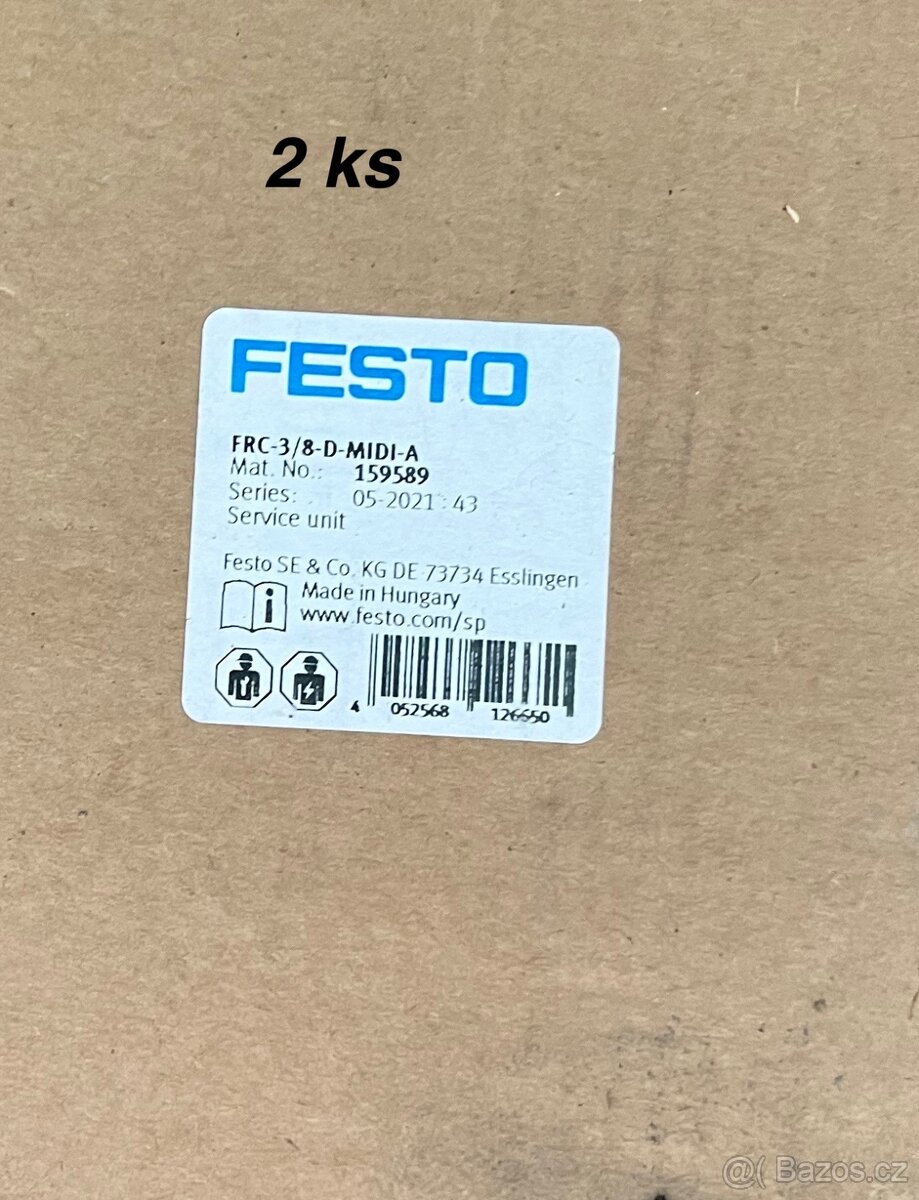 2 ks
FESTO
FRC-3/8-D-MIDI-A
Mat. No.: 159589
Series: 05-2021 : 43
Service unit
Festo SE & Co. KG DE-73734 Esslingen
Made in Hungary
www.festo.com/sp
4 052568 126650
@( Bazos.cz